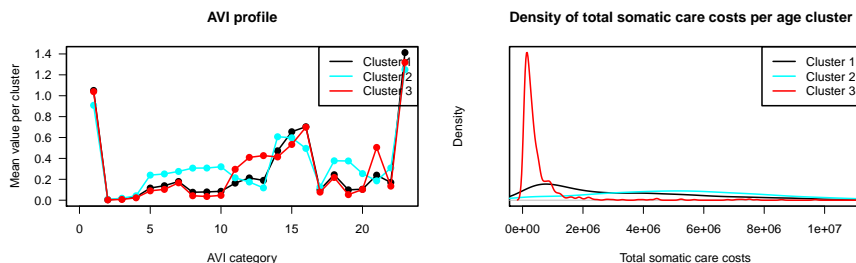 AVI profile
Mean value per cluster
1.4
1.2
1.0
0.8
0.6
0.4
0.2
0.0
Cluster 1
Cluster 2
Cluster 3
0 5 10 15 20
AVI category
Density of total somatic care costs per age cluster
Density
Cluster 1
Cluster 2
Cluster 3
0e+00 2e+06 4e+06 6e+06 8e+06 1e+07
Total somatic care costs